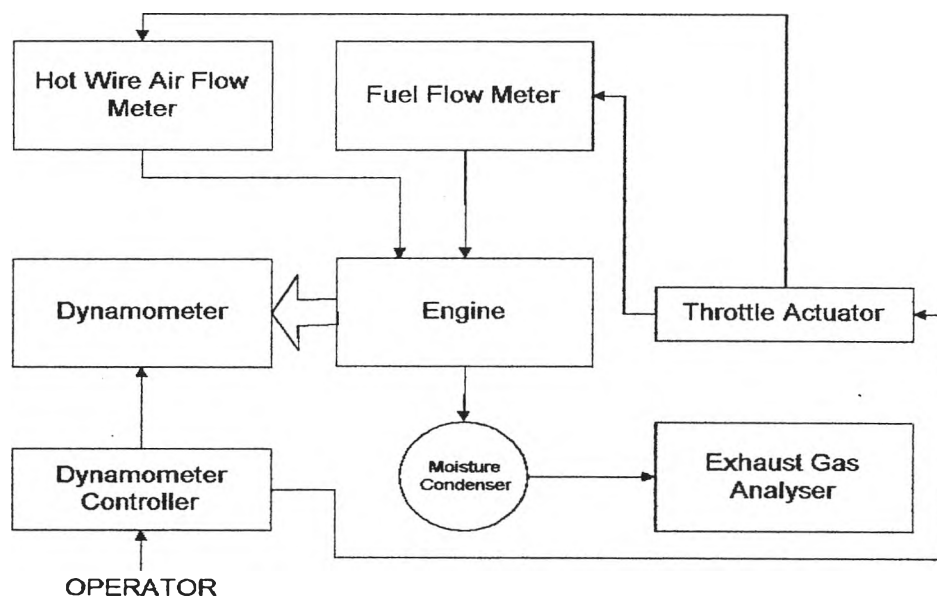 Hot Wire Air Flow
Meter
Fuel Flow Meter
Dynamometer
Engine
Throttle Actuator
Dynamometer
Controller
Moisture
Condenser
Exhaust Gas
Analyser
OPERATOR